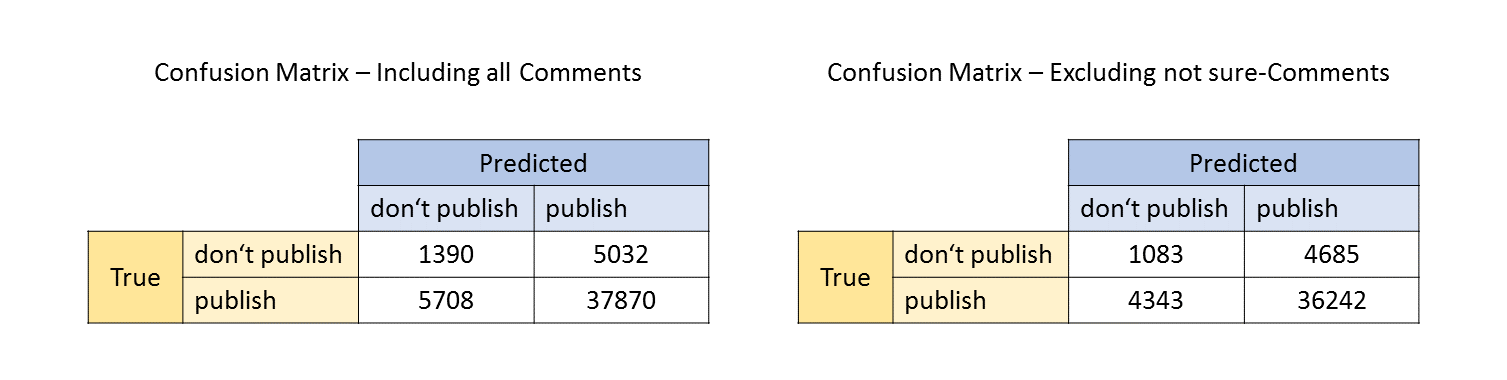 Confusion Matrix – Including all Comments
Predicted
don‘t publish publish
True
don‘t publish 1390 5032
publish 5708 37870
Confusion Matrix – Excluding not sure-Comments
Predicted
don‘t publish publish
True
don‘t publish 1083 4685
publish 4343 36242